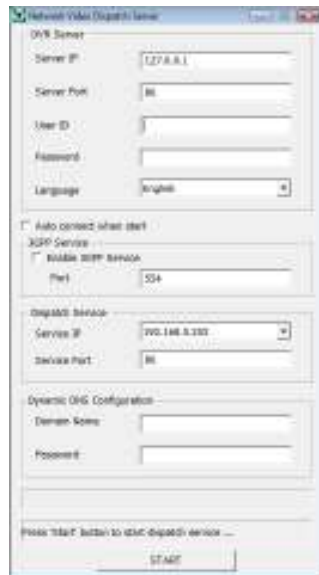 Network Video Dispatch Server
DVR Server
Server IP
127.0.0.1
Server Port
User ID
Password
Language
English
Auto connect when start
3GPP Service
Enable 3GPP Service
Port
554
Dispatch Service
Service IP
Service Port
Dynamic DNS Configuration
Domain Name
Password
Press 'Start' button to start dispatch service ...
START